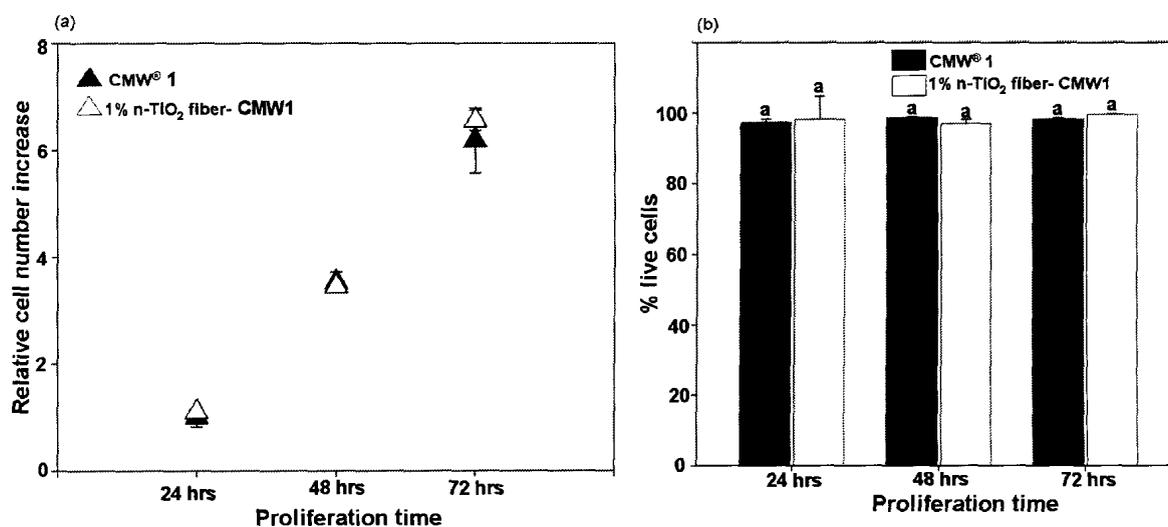 (a)
Relative cell number increase
8
6
4
2
0
CMW® 1
1% n-TiO₂ fiber- CMW1
24 hrs
48 hrs
72 hrs
Proliferation time
(b)
% live cells
100
80
60
40
20
0
CMW® 1
1% n-TiO₂ fiber- CMW1
a
a
a
a
a
a
24 hrs
48 hrs
72 hrs
Proliferation time